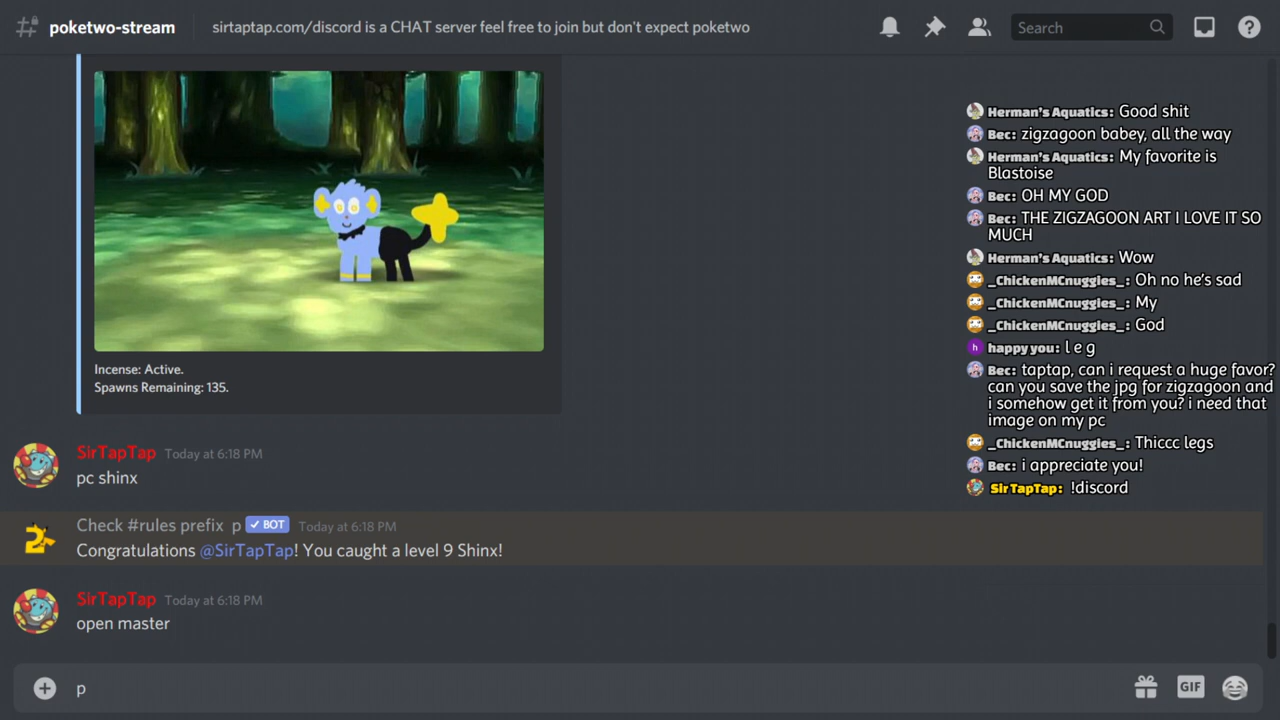 poketwo-stream
sirtaptap.com/discord is a CHAT server feel free to join but don't expect poketwo
Search
Incense: Active.
Spawns Remaining: 135.
SirTapTap Today at 6:18 PM
pc shinx
Check #rules prefix p BOT Today at 6:18 PM
Congratulations @SirTapTap! You caught a level 9 Shinx!
SirTapTap Today at 6:18 PM
open master
p
GIF
Herman's Aquatics: Good shit
Bec: zigzagoon babey, all the way
Herman's Aquatics: My favorite is
Blastoise
Bec: OH MY GOD
Bec: THE ZIGZAGOON ART I LOVE IT SO
MUCH
Herman's Aquatics: Wow
_ChickenMCnuggies_: Oh no he's sad
_ChickenMCnuggies_: My
_ChickenMCnuggies_: God
h happy you: l e g
Bec: taptap, can i request a huge favor?
can you save the jpg for zigzagoon and
i somehow get it from you? i need that
image on my pc
_ChickenMCnuggies_: Thiccc legs
Bec: i appreciate you!
SirTapTap: !discord